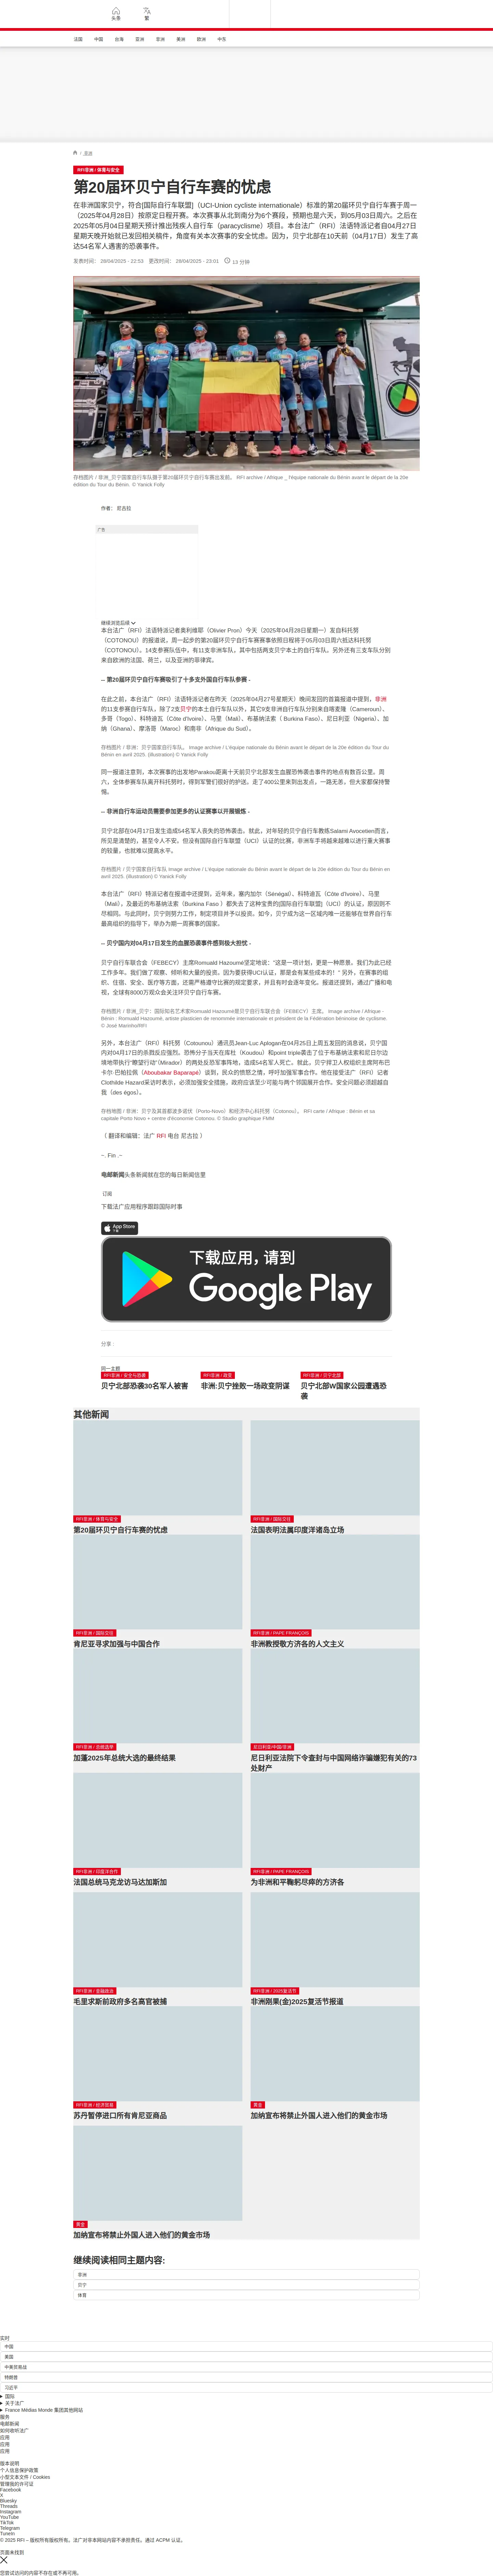 头条
繁
法国 中国 台海 亚洲 非洲 美洲 欧洲 中东
/ 非洲
RFI非洲 / 体育与安全
第20届环贝宁自行车赛的忧虑
在非洲国家贝宁，符合[国际自行车联盟]（UCI-Union cycliste internationale）标准的第20届环贝宁自行车赛于周一（2025年04月28日）按原定日程开赛。本次赛事从北到南分为6个赛段，预期也是六天，到05月03日周六。之后在2025年05月04日星期天预计推出残疾人自行车（paracyclisme）项目。本台法广（RFI）法语特派记者自04月27日星期天晚开始就已发回相关稿件，角度有关本次赛事的安全忧虑。因为，贝宁北部在10天前（04月17日）发生了高达54名军人遇害的恐袭事件。
发表时间： 28/04/2025 - 22:53 更改时间： 28/04/2025 - 23:01 13 分钟
存档图片 / 非洲_贝宁国家自行车队摄于第20届环贝宁自行车赛出发前。 RFI archive / Afrique _ l'équipe nationale du Bénin avant le départ de la 20e édition du Tour du Bénin. © Yanick Folly
作者： 尼古拉
广告
继续浏览后续
本台法广（RFI）法语特派记者奥利维耶（Olivier Pron）今天（2025年04月28日星期一）发自科托努（COTONOU）的报道说，周一起步的第20届环贝宁自行车赛赛事依照日程将于05月03日周六抵达科托努（COTONOU）。14支参赛队伍中，有11支非洲车队，其中包括两支贝宁本土的自行车队。另外还有三支车队分别来自欧洲的法国、荷兰，以及亚洲的菲律宾。
-- 第20届环贝宁自行车赛吸引了十多支外国自行车队参赛 -
在此之前，本台法广（RFI）法语特派记者在昨天（2025年04月27号星期天）晚间发回的首篇报道中提到，非洲的11支参赛自行车队，除了2支贝宁的本土自行车队以外，其它9支非洲自行车队分别来自喀麦隆（Cameroun）、多哥（Togo）、科特迪瓦（Côte d'Ivoire）、马里（Mali）、布基纳法索（ Burkina Faso）、尼日利亚（Nigeria）、加纳（Ghana）、摩洛哥（Maroc）和南非（Afrique du Sud）。
存档图片 / 非洲：贝宁国家自行车队。 Image archive / L'équipe nationale du Bénin avant le départ de la 20e édition du Tour du Bénin en avril 2025. (illustration) © Yanick Folly
同一报道注意到，本次赛事的出发地Parakou距离十天前贝宁北部发生血腥恐怖袭击事件的地点有数百公里。周六，全体参赛车队离开科托努时，得到军警们很好的护送。走了400公里来到出发点，一路无恙，但大家都保持警惕。
-- 非洲自行车运动员需要参加更多的认证赛事以开展锻炼 -
贝宁北部在04月17日发生造成54名军人丧失的恐怖袭击。就此，对年轻的贝宁自行车教练Salami Avocetien而言，所见是清楚的，甚至令人不安，但没有国际自行车联盟（UCI）认证的比赛，非洲车手将越来越难以进行重大赛事的较量，也就难以提高水平。
存档图片 / 贝宁国家自行车队 Image archive / L'équipe nationale du Bénin avant le départ de la 20e édition du Tour du Bénin en avril 2025. (illustration) © Yanick Folly
本台法广（RFI）特派记者在报道中还提到，近年来，塞内加尔（Sénégal）、科特迪瓦（Côte d'Ivoire）、马里（Mali）、及最近的布基纳法索（Burkina Faso ）都失去了这种宝贵的[国际自行车联盟]（UCI）的认证，原因则不尽相同。与此同时，贝宁则努力工作，制定项目并予以投资。如今，贝宁成为这一区域内唯一还能够在世界自行车最高组织的指导下，举办为期一周赛事的国家。
-- 贝宁国内对04月17日发生的血腥恐袭事件感到极大担忧 -
贝宁自行车联合会（FEBECY）主席Romuald Hazoumè坚定地说："这是一项计划，更是一种愿景。我们为此已经工作多年。我们做了观察、倾听和大量的投资。因为要获得UCI认证，那是会有某些成本的！" 另外，在赛事的组织、住宿、安全、医疗等方面，还需严格遵守比赛的规定要求，并且有时会逐年变化。报道还提到，通过广播和电视，全球有8000万观众会关注环贝宁自行车赛。
存档图片 / 非洲_贝宁：国际知名艺术家Romuald Hazoumè是贝宁自行车联合会（FEBECY）主席。 Image archive / Afrique - Bénin : Romuald Hazoumé, artiste plasticien de renommée internationale et président de la Fédération béninoise de cyclisme. © José Marinho/RFI
另外，本台法广（RFI）科托努（Cotounou）通讯员Jean-Luc Aplogan在04月25日上周五发回的消息说，贝宁国内对04月17日的杀戮反应强烈。恐怖分子当天在库杜（Koudou）和point triple袭击了位于布基纳法索和尼日尔边境地带执行"瞭望行动"（Mirador）的两处反恐军事阵地，造成54名军人死亡。就此，贝宁捍卫人权组织主席阿布巴卡尔·巴帕拉佩（Aboubakar Baparapé）谈到，民众的愤怒之情，呼吁加强军事合作。他在接受法广（RFI）记者Clothilde Hazard采访时表示，必须加强安全措施，政府应该至少可能与两个邻国展开合作。安全问题必须超越自我（des égos）。
存档地图 / 非洲：贝宁及其首都波多诺伏（Porto-Novo）和经济中心科托努（Cotonou）。 RFI carte / Afrique : Bénin et sa capitale Porto Novo + centre d'économie Cotonou. © Studio graphique FMM
（ 翻译和编辑：法广 RFI 电台 尼古拉 ）
~. Fin .~
电邮新闻头条新闻就在您的每日新闻信里
订阅
下载法广应用程序跟踪国际时事
App Store
下载
下载应用, 请到
Google Play
分享 :
同一主题
RFI非洲 / 安全与恐袭
贝宁北部恐袭30名军人被害
RFI非洲 / 政变
非洲:贝宁挫败一场政变阴谋
RFI非洲 / 贝宁北部
贝宁北部W国家公园遭遇恐袭
其他新闻
RFI非洲 / 体育与安全
第20届环贝宁自行车赛的忧虑
RFI非洲 / 国际交往
法国表明法属印度洋诸岛立场
RFI非洲 / 国际交往
肯尼亚寻求加强与中国合作
RFI非洲 / PAPE FRANÇOIS
非洲教授敬方济各的人文主义
RFI非洲 / 总统选举
加蓬2025年总统大选的最终结果
尼日利亚/中国/非洲
尼日利亚法院下令查封与中国网络诈骗嫌犯有关的73处财产
RFI非洲 / 印度洋合作
法国总统马克龙访马达加斯加
RFI非洲 / PAPE FRANÇOIS
为非洲和平鞠躬尽瘁的方济各
RFI非洲 / 金融政治
毛里求斯前政府多名高官被捕
RFI非洲 / 2025复活节
非洲刚果(金)2025复活节报道
RFI非洲 / 经济贸易
苏丹暂停进口所有肯尼亚商品
黄金
加纳宣布将禁止外国人进入他们的黄金市场
黄金
加纳宣布将禁止外国人进入他们的黄金市场
继续阅读相同主题内容:
非洲
贝宁
体育
实时
中国
美国
中美贸易战
特朗普
习近平
国际
关于法广
France Médias Monde 集团其他网站
服务
电邮新闻
如何收听法广
应用
应用
应用
版本说明
个人信息保护政策
小型文本文件 / Cookies
管理我的许可证
Facebook
X
Bluesky
Threads
Instagram
YouTube
TikTok
Telegram
TuneIn
© 2025 RFI – 版权所有版权所有。法广对非本网站内容不承担责任。通过 ACPM 认证。
页面未找到
您尝试访问的内容不存在或不再可用。